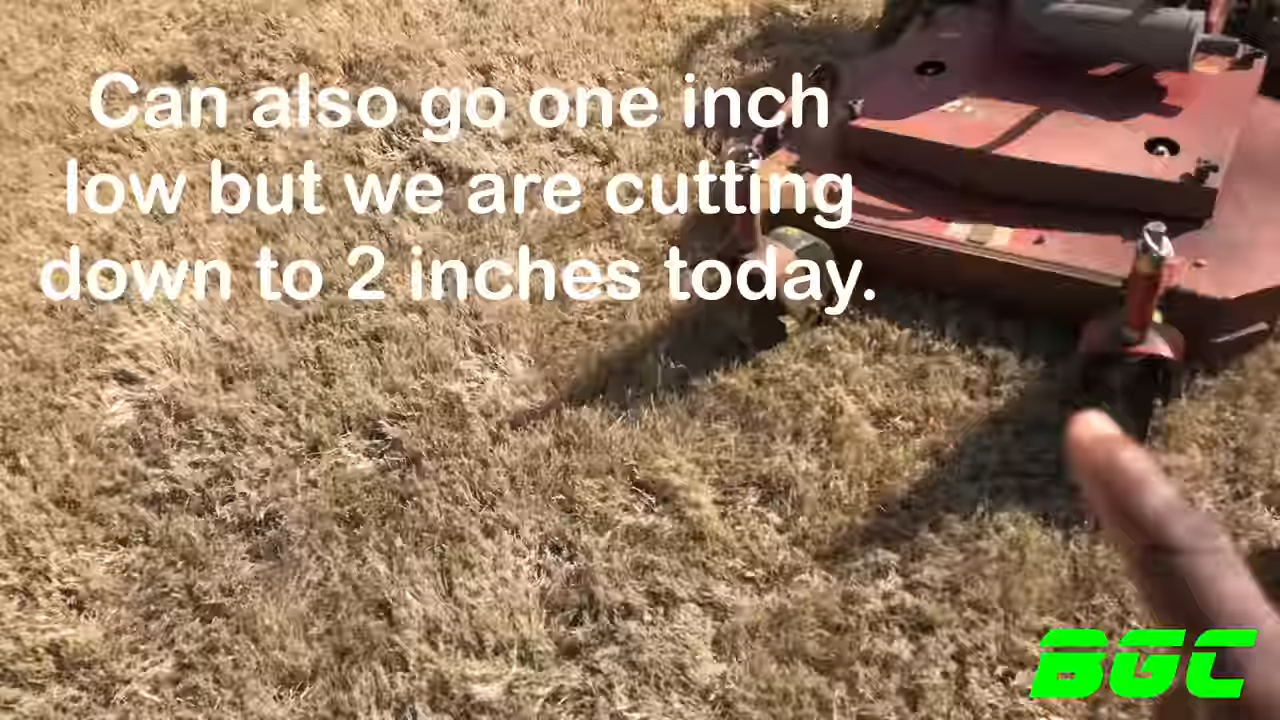 Can also go one inch
low but we are cutting
down to 2 inches today.
BGC